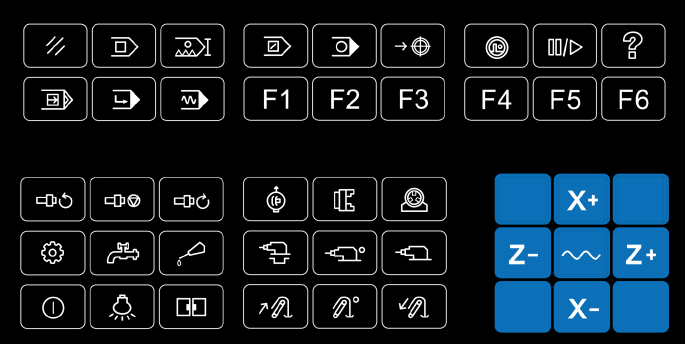 F1 F2 F3 F4 F5 F6
X+
Z- Z+
X-